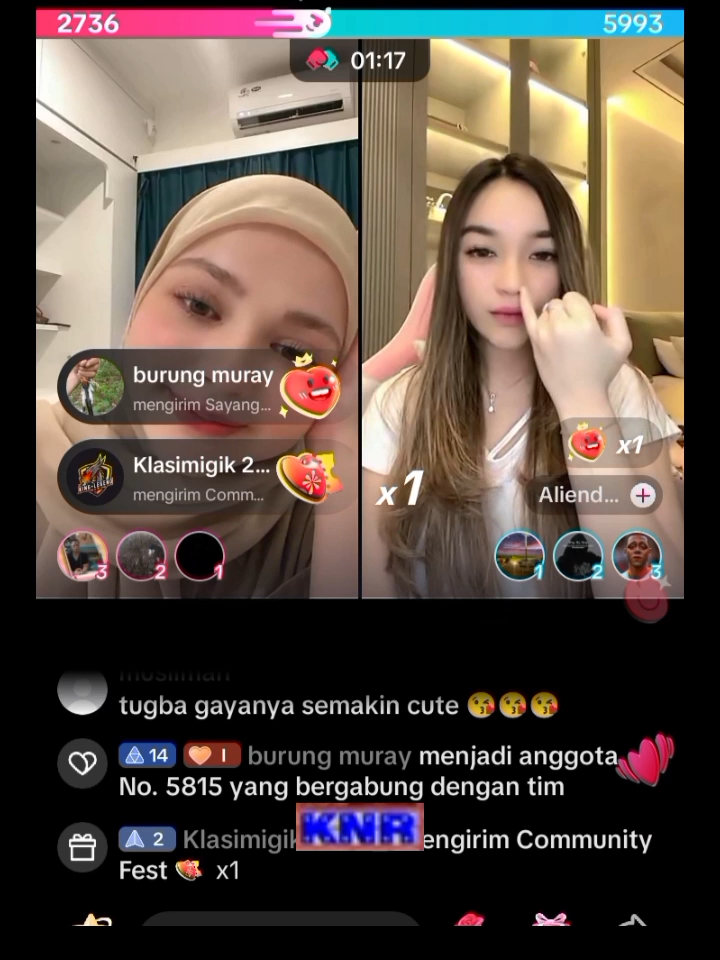 2736
5993
01:17
burung muray
mengirim Sayang...
Klasimigik 2...
mengirim Comm...
x1
x1
Aliend...
3
2
1
1
2
3
tugba gayanya semakin cute 😘😘😘
14 I burung muray menjadi anggota
No. 5815 yang bergabung dengan tim
2 Klasimigik KNR engirim Community
Fest x1